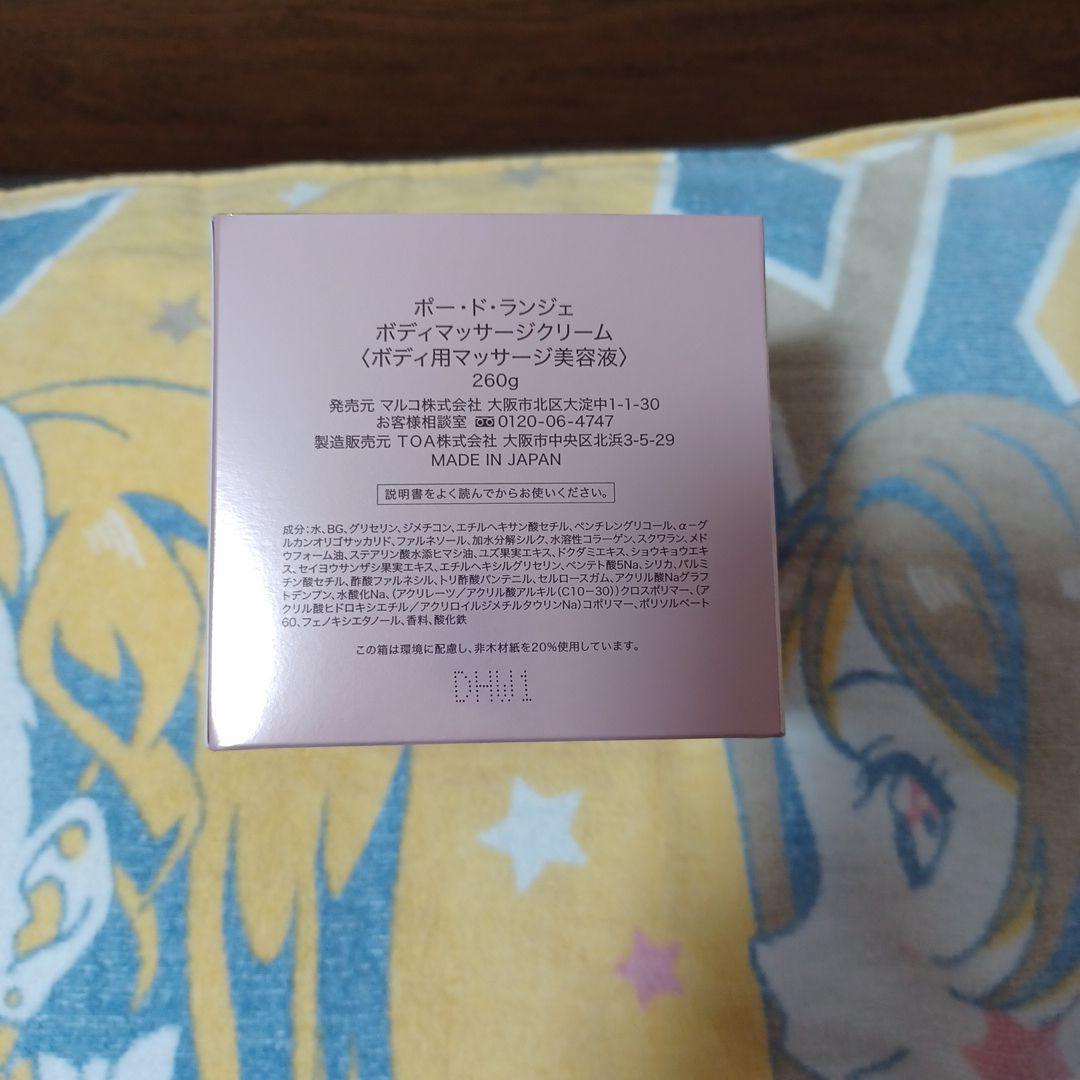 ポー・ド・ランジェ
ボディマッサージクリーム
〈ボディ用マッサージ美容液〉
260g
発売元 マルコ株式会社 大阪市北区大淀中1-1-30
お客様相談室 0120-06-4747
製造販売元 TOA株式会社 大阪市中央区北浜3-5-29
MADE IN JAPAN
説明書をよく読んでからお使いください。
成分:水、BG、グリセリン、ジメチコン、エチルヘキサン酸セチル、ペンチレングリコール、α-グ
ルカンオリゴサッカリド、ファルネソール、加水分解シルク、水溶性コラーゲン、スクワラン、メド
ウフォーム油、ステアリン酸水添ヒマシ油、ユズ果実エキス、ドクダミエキス、ショウキョウエキ
ス、セイヨウサンザシ果実エキス、エチルヘキシルグリセリン、ペンテト酸5Na、シリカ、パルミ
チン酸セチル、酢酸ファルネシル、トリ酢酸パンテニル、セルロースガム、アクリル酸Naグラフ
トデンプン、水酸化Na、(アクリレーツ/アクリル酸アルキル(C10-30))クロスポリマー、(ア
クリル酸ヒドロキシエチル/アクリロイルジメチルタウリンNa)コポリマー、ポリソルベート
60、フェノキシエタノール、香料、酸化鉄
この箱は環境に配慮し、非木材紙を20%使用しています。
DHW1